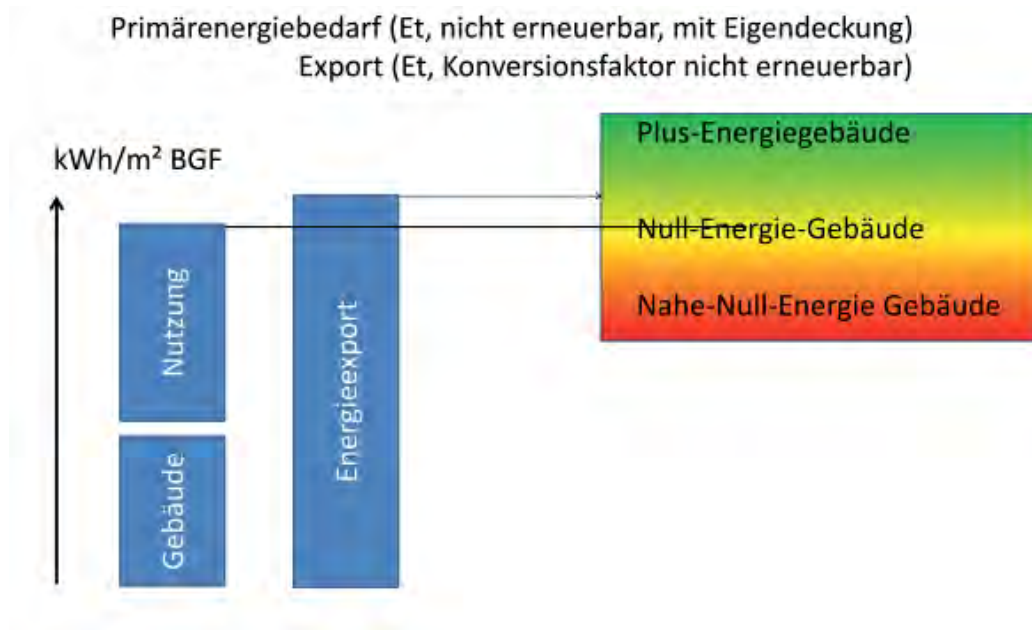 Primärenergiebedarf (Et, nicht erneuerbar, mit Eigendeckung)
Export (Et, Konversionsfaktor nicht erneuerbar)
kWh/m² BGF
Nutzung
Gebäude
Energieexport
Plus-Energiegebäude
Null-Energie-Gebäude
Nahe-Null-Energie Gebäude